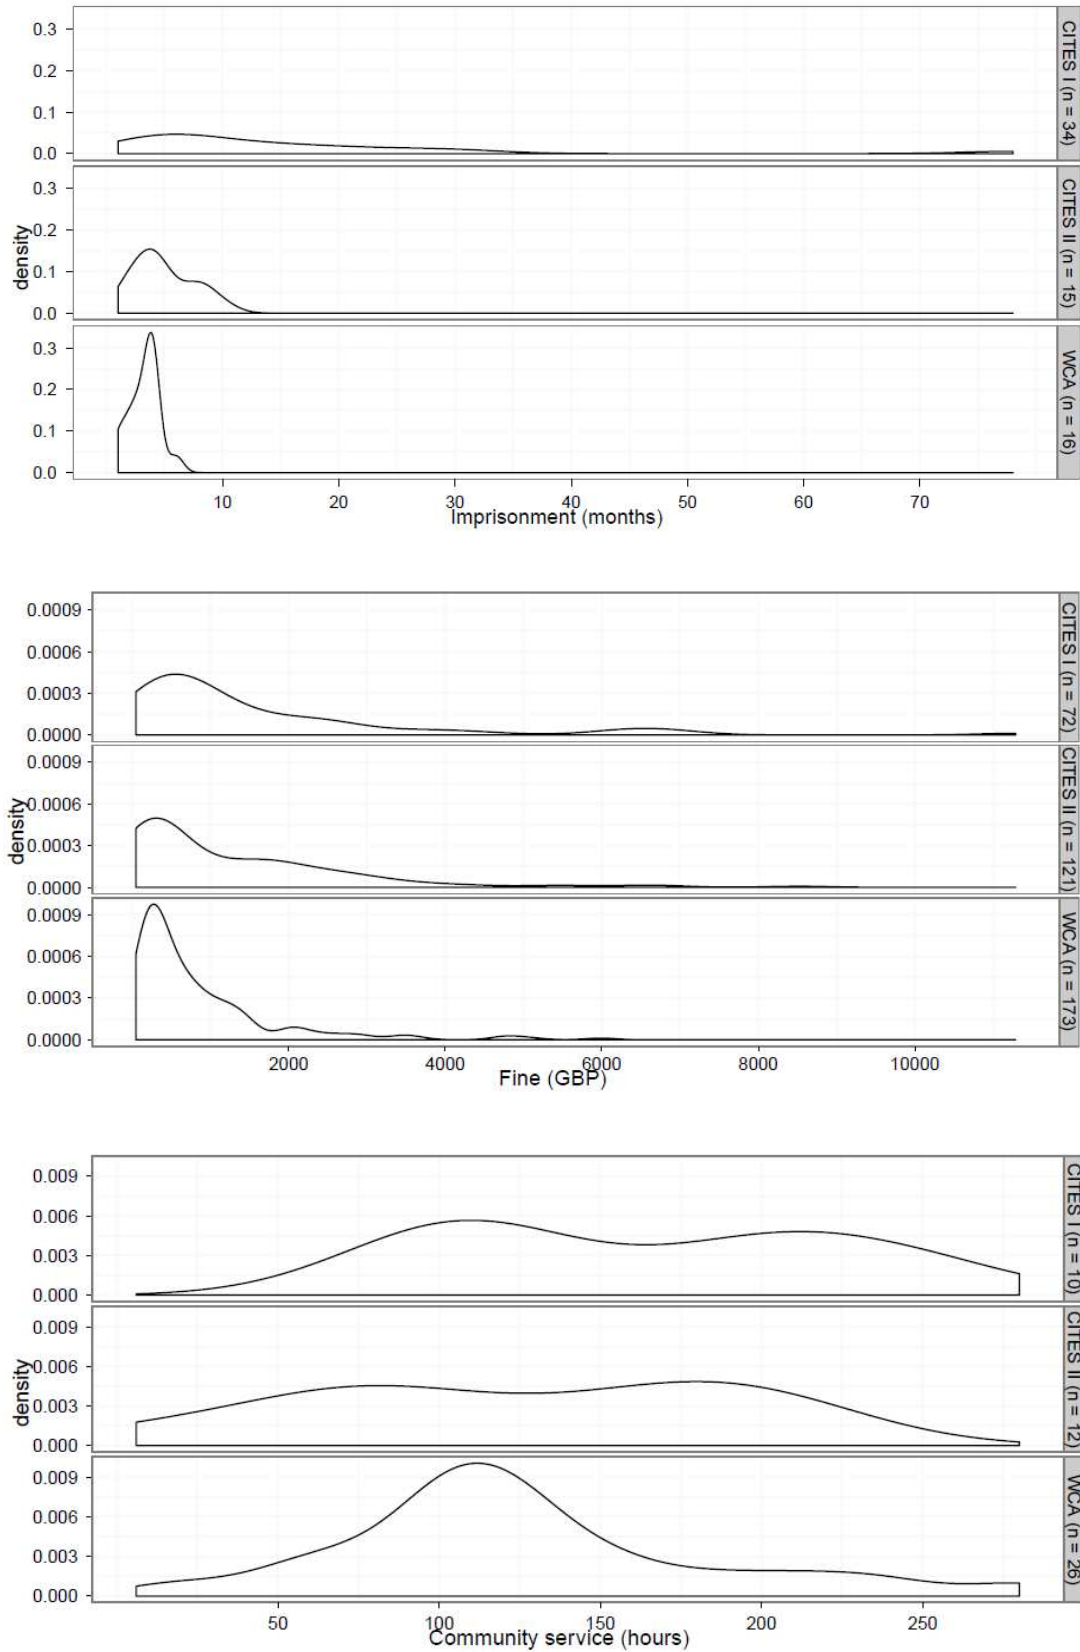 0.3
0.2
0.1
0.0
CITES I (n = 34)
0.3
0.2
0.1
0.0
CITES II (n = 15)
density
0.3
0.2
0.1
0.0
WCA (n = 16)
10 20 30 40 50 60 70
Imprisonment (months)
0.0009
0.0006
0.0003
0.0000
CITES I (n = 72)
0.0009
0.0006
0.0003
0.0000
CITES II (n = 121)
density
0.0009
0.0006
0.0003
0.0000
WCA (n = 173)
2000 4000 6000 8000 10000
Fine (GBP)
0.009
0.006
0.003
0.000
CITES I (n = 10)
0.009
0.006
0.003
0.000
CITES II (n = 12)
density
0.009
0.006
0.003
0.000
WCA (n = 26)
50 100 150 200 250
Community service (hours)